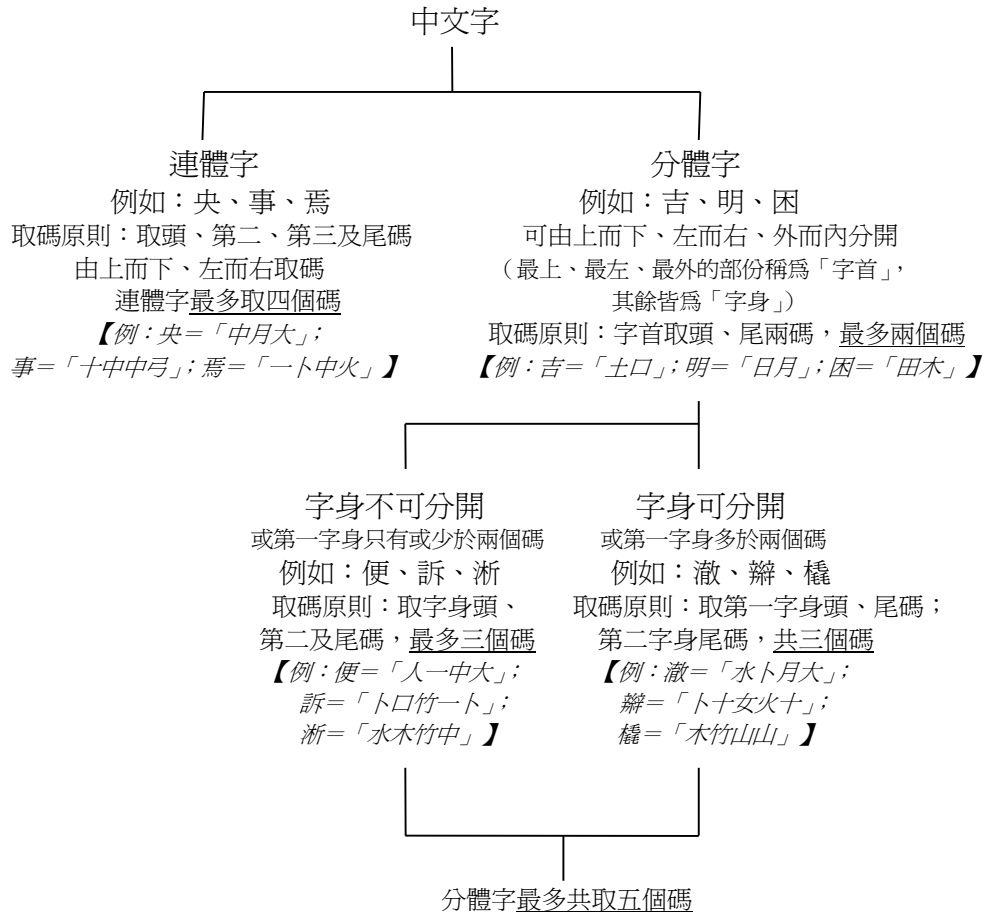 中文字
連體字
例如：央、事、焉
取碼原則：取頭、第二、第三及尾碼
由上而下、左而右取碼
連體字最多取四個碼
【例：央＝「中月大」；
事＝「十中中弓」；焉＝「一卜中火」】
分體字
例如：吉、明、困
可由上而下、左而右、外而內分開
（最上、最左、最外的部份稱爲「字首」，
其餘皆爲「字身」）
取碼原則：字首取頭、尾兩碼，最多兩個碼
【例：吉＝「土口」；明＝「日月」；困＝「田木」】
字身不可分開
或第一字身只有或少於兩個碼
例如：便、訴、淅
取碼原則：取字身頭、
第二及尾碼，最多三個碼
【例：便＝「人一中大」；
訴＝「卜口竹一卜」；
淅＝「水木竹中」】
字身可分開
或第一字身多於兩個碼
例如：澈、辮、橇
取碼原則：取第一字身頭、尾碼；
第二字身尾碼，共三個碼
【例：澈＝「水卜月大」；
辮＝「卜十女火十」；
橇＝「木竹山山」】
分體字最多共取五個碼